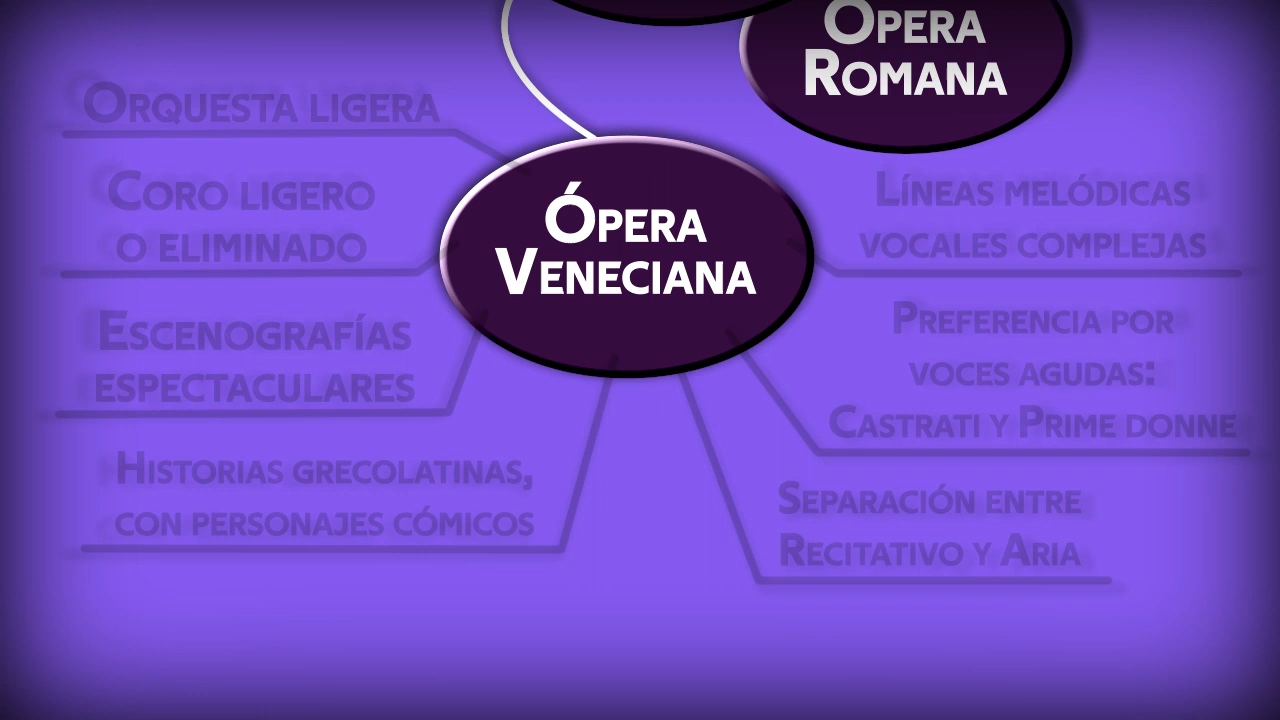 Ópera
Romana
Ópera
Veneciana
Orquesta ligera
Coro ligero
o eliminado
Escenografías
espectaculares
Historias grecolatinas,
con personajes cómicos
Líneas melódicas
vocales complejas
Preferencia por
voces agudas:
Castrati y Prime donne
Separación entre
Recitativo y Aria